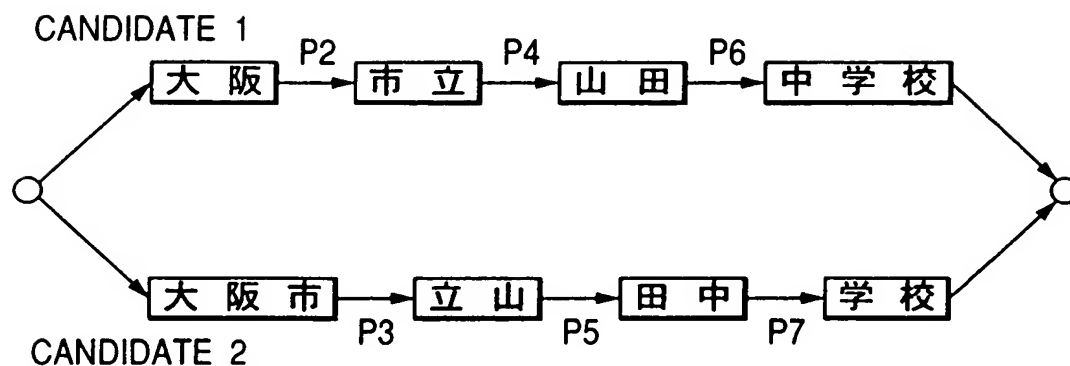 CANDIDATE 1
P2 P4 P6
大阪 市立 山田 中学校
大阪市 立山 田中 学校
P3 P5 P7
CANDIDATE 2